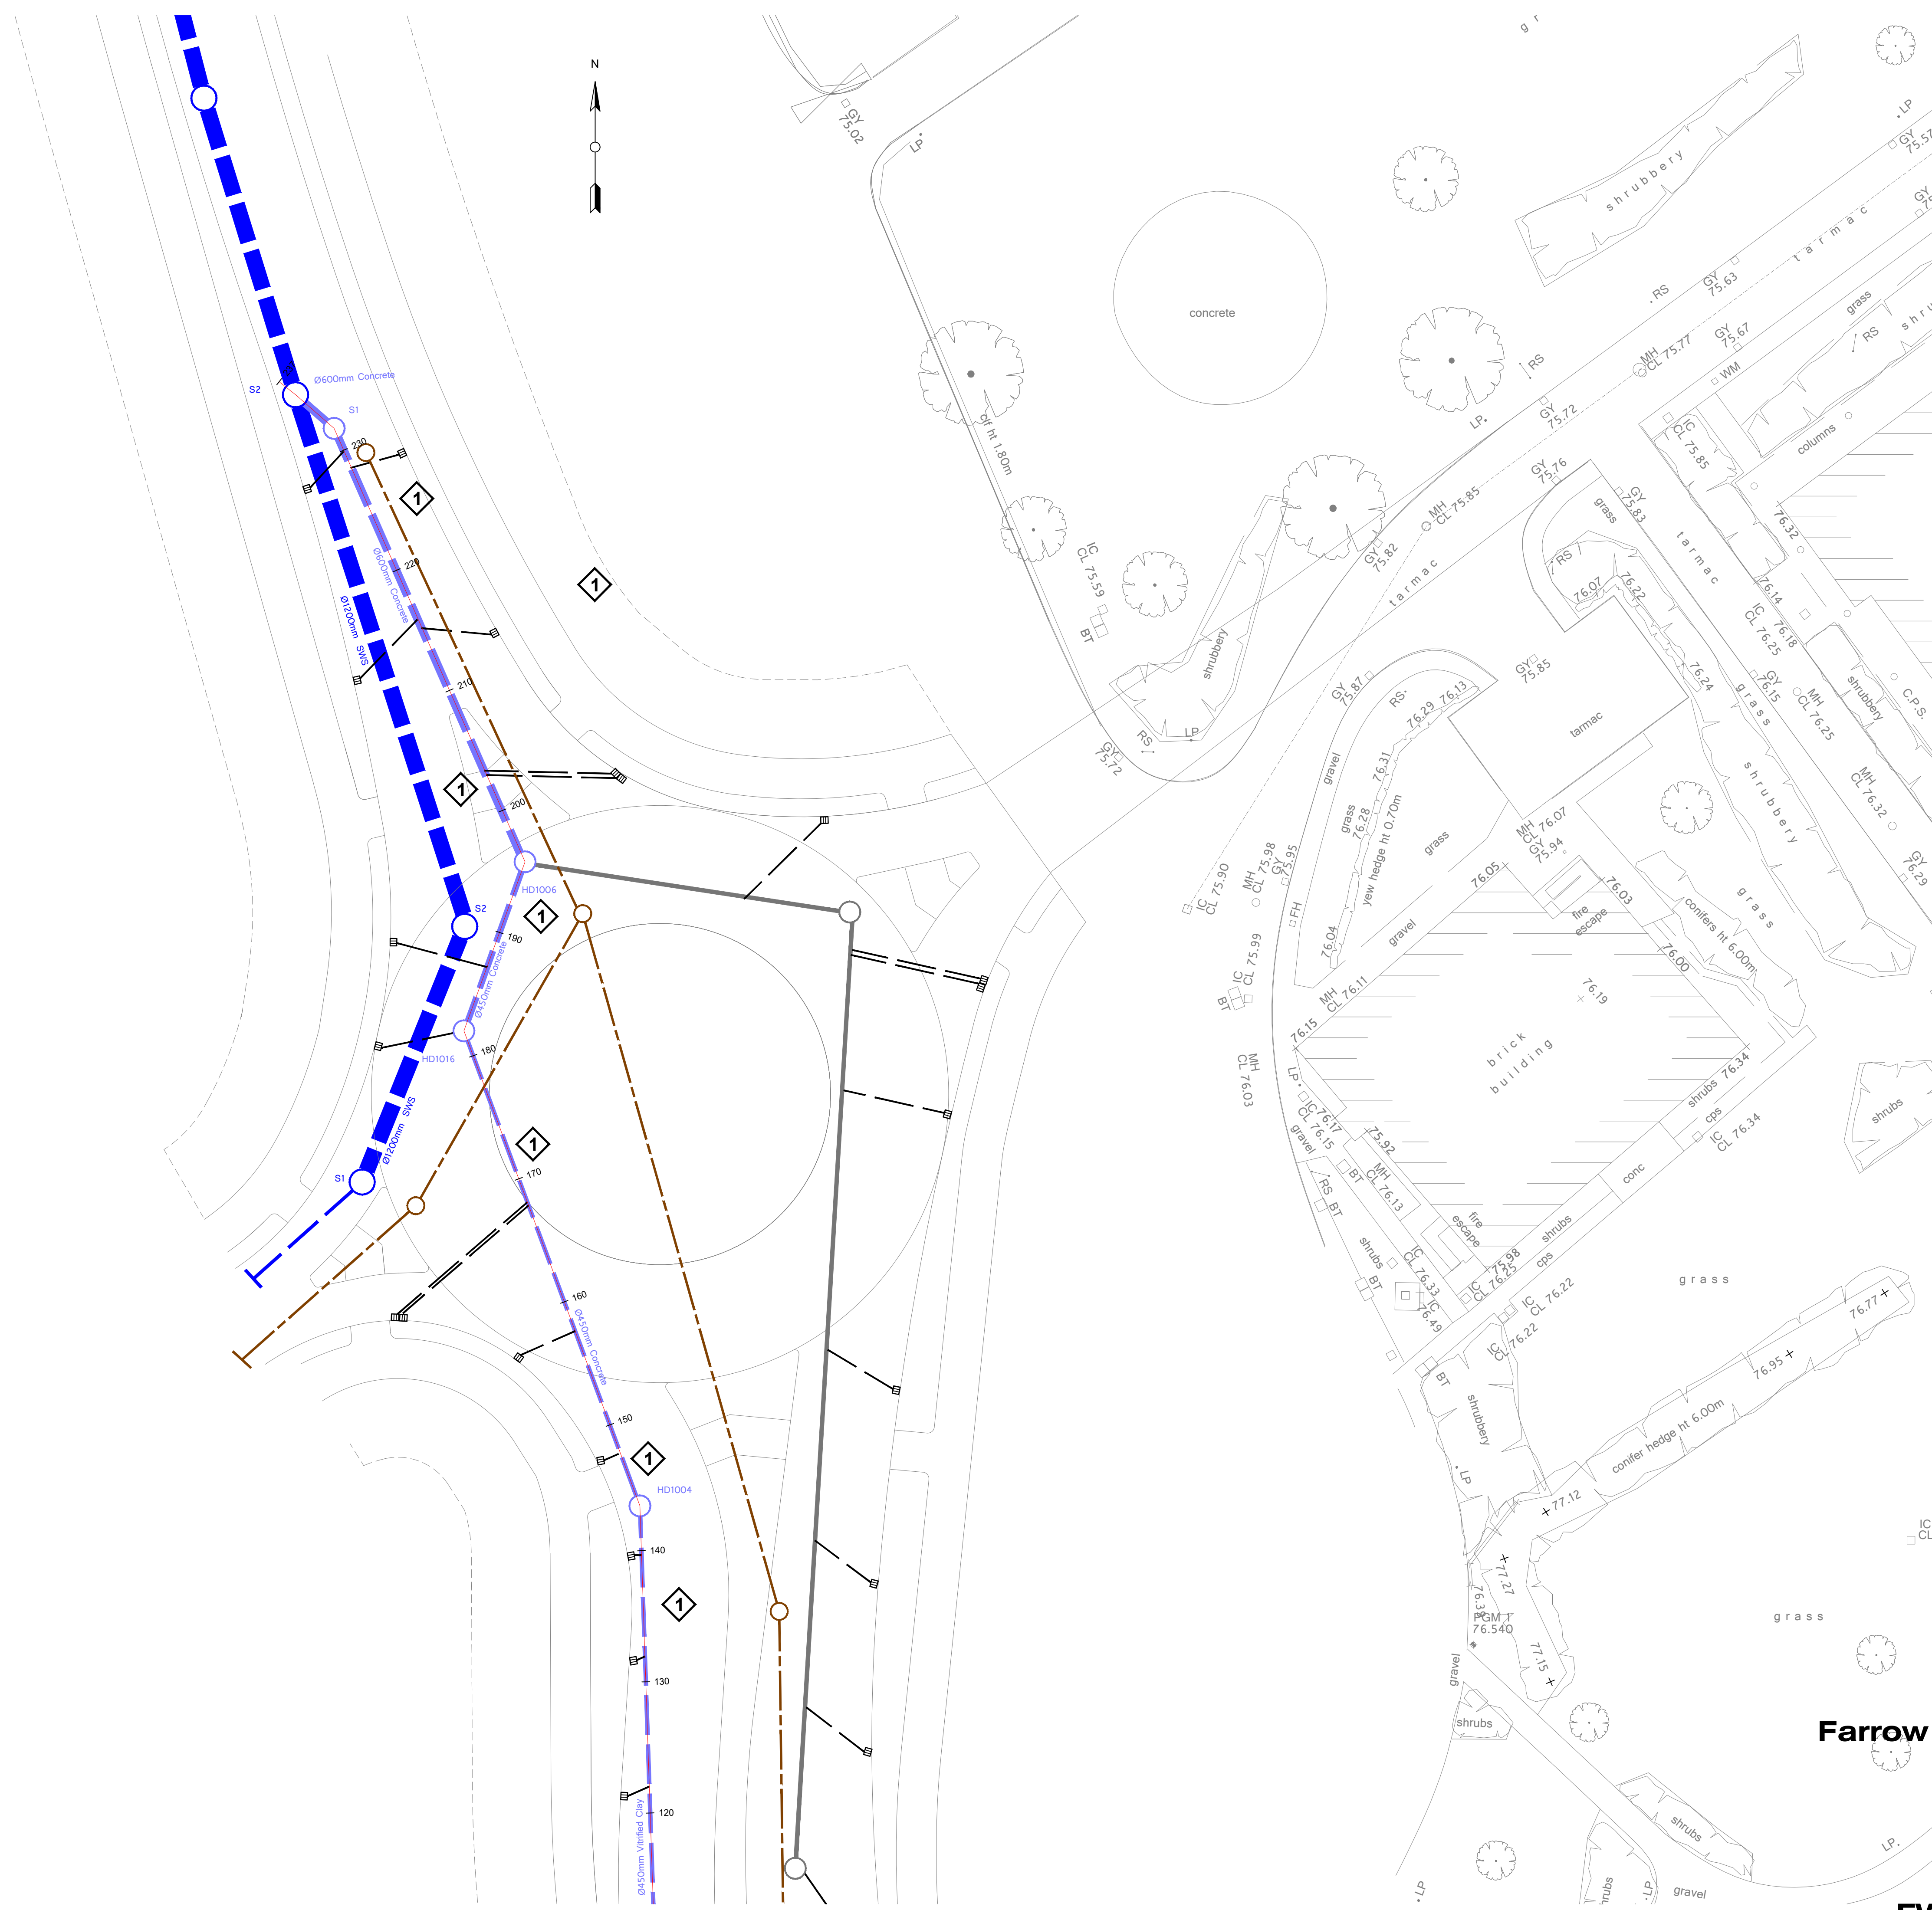 N
g r
GY
75.02
LP
LP
GY
75.57
GY
shrubbery
tarmac
concrete
RS
GY
75.63
grass
GY
75.67
RS
MH
CL 75.77
WM
S2
Ø600mm Concrete
S1
230
1
c/f ht 1.80m
RS
LP
GY
75.72
IC
CL 75.85
columns
GY
75.76
MH
CL 75.85
GY
75.83
grass
76.32
tarmac
GY
75.82
tarmac
220
Ø600mm Concrete
Ø1200mm SWS
1
IC
CL 75.59
BT
RS
76.07
76.22
76.14
76.18
IC
CL 76.25
shrubbery
GY
75.85
76.24
GY
76.15
MH
CL 76.25
shrubbery
C.P.S.
210
GY
75.87
RS
76.13
76.29
grass
tarmac
RS
LP
GY
75.72
gravel
76.31
shrubbery
MH
CL 76.32
1
200
grass
76.28
yew hedge ht 0.70m
grass
MH
CL 76.07
GY
75.94
HD1006
IC
CL 75.90
MH
CL 75.98
GY
75.95
76.05
76.03
GY
76.29
S2
1
FH
gravel
fire
escape
conifers ht 6.00m
grass
190
Ø450mm Concrete
76.04
76.00
IC
CL 75.99
BT
MH
CL 76.11
76.19
180
HD1016
76.15
brick
building
MH
CL 76.03
LP
76.34
shrubs
cps
IC
CL 76.34
shrubs
Ø1200mm SWS
1
IC
76.17
CL 76.15
gravel
75.92
S1
170
BT
MH
CL 76.13
RS
BT
conc
fire
escape
shrubs
cps
shrubs
IC
CL 76.33
75.98
IC
CL 76.25
BT
IC
76.49
IC
CL 76.22
grass
76.77
160
Ø450mm Concrete
IC
CL 76.22
BT
76.95
shrubbery
conifer hedge ht 6.00m
150
1
LP
HD1004
77.12
IC
CL
140
77.27
1
76.39
PGM 1
76.540
grass
77.15
gravel
130
shrubs
Farrow
120
Ø450mm Vitrified Clay
shrubs
LP
LP
shrubs
LP
gravel